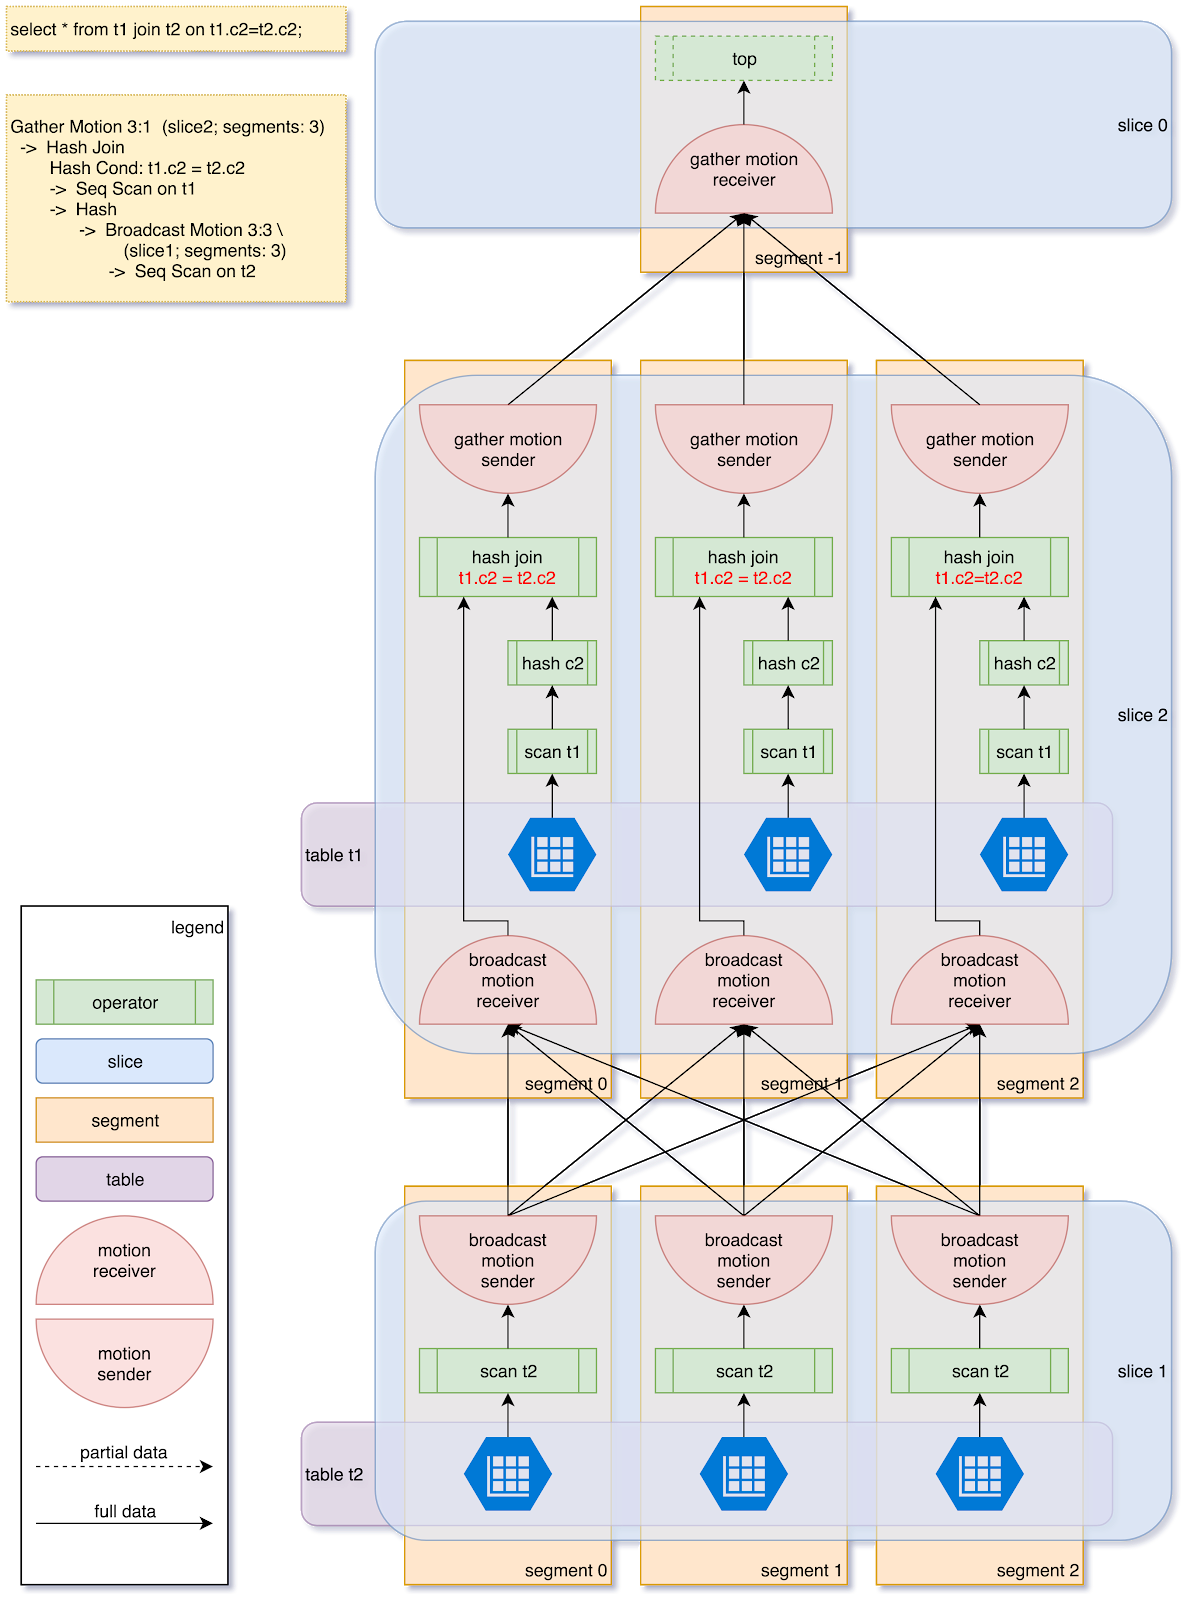 select * from t1 join t2 on t1.c2=t2.c2;
Gather Motion 3:1 (slice2; segments: 3)
-> Hash Join
Hash Cond: t1.c2 = t2.c2
-> Seq Scan on t1
-> Hash
-> Broadcast Motion 3:3 \
(slice1; segments: 3)
-> Seq Scan on t2
top
gather motion
receiver
slice 0
segment -1
gather motion
sender
gather motion
sender
gather motion
sender
hash join
t1.c2 = t2.c2
hash join
t1.c2 = t2.c2
hash join
t1.c2=t2.c2
hash c2
hash c2
hash c2
slice 2
scan t1
scan t1
scan t1
table t1
broadcast
motion
receiver
broadcast
motion
receiver
broadcast
motion
receiver
segment 0
segment 1
segment 2
broadcast
motion
sender
broadcast
motion
sender
broadcast
motion
sender
scan t2
scan t2
scan t2
slice 1
table t2
segment 0
segment 1
segment 2
legend
operator
slice
segment
table
motion
receiver
motion
sender
partial data
full data